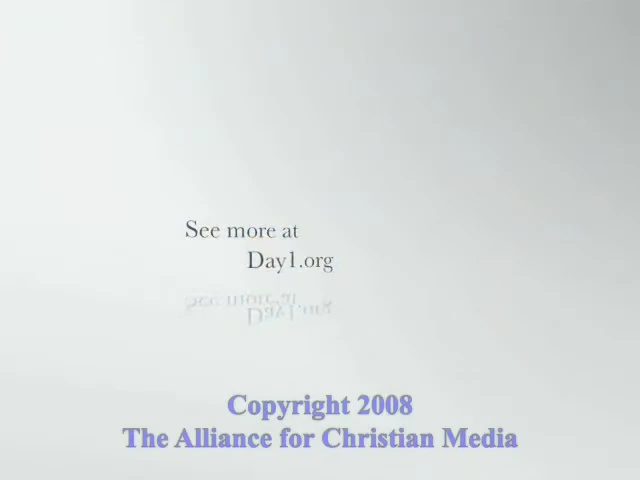 See more at
Day1.org
Copyright 2008
The Alliance for Christian Media